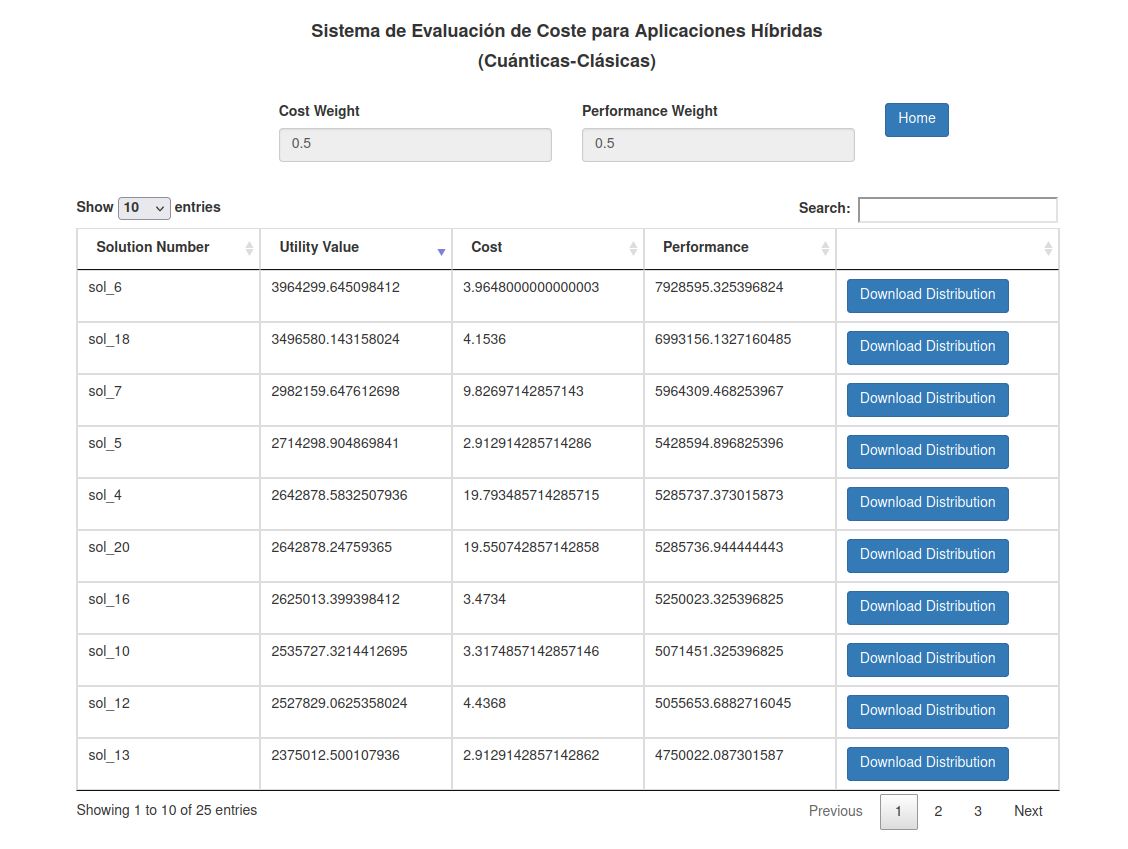 Sistema de Evaluación de Coste para Aplicaciones Híbridas
(Cuánticas-Clásicas)
Cost Weight Performance Weight Home
0.5 0.5
Show 10 entries Search:
Solution Number Utility Value Cost Performance
sol_6 3964299.645098412 3.9648000000000003 7928595.325396824 Download Distribution
sol_18 3496580.143158024 4.1536 6993156.1327160485 Download Distribution
sol_7 2982159.647612698 9.82697142857143 5964309.468253967 Download Distribution
sol_5 2714298.904869841 2.912914285714286 5428594.896825396 Download Distribution
sol_4 2642878.5832507936 19.793485714285715 5285737.373015873 Download Distribution
sol_20 2642878.24759365 19.550742857142858 5285736.944444443 Download Distribution
sol_16 2625013.399398412 3.4734 5250023.325396825 Download Distribution
sol_10 2535727.3214412695 3.3174857142857146 5071451.325396825 Download Distribution
sol_12 2527829.0625358024 4.4368 5055653.6882716045 Download Distribution
sol_13 2375012.500107936 2.9129142857142862 4750022.087301587 Download Distribution
Showing 1 to 10 of 25 entries Previous 1 2 3 Next